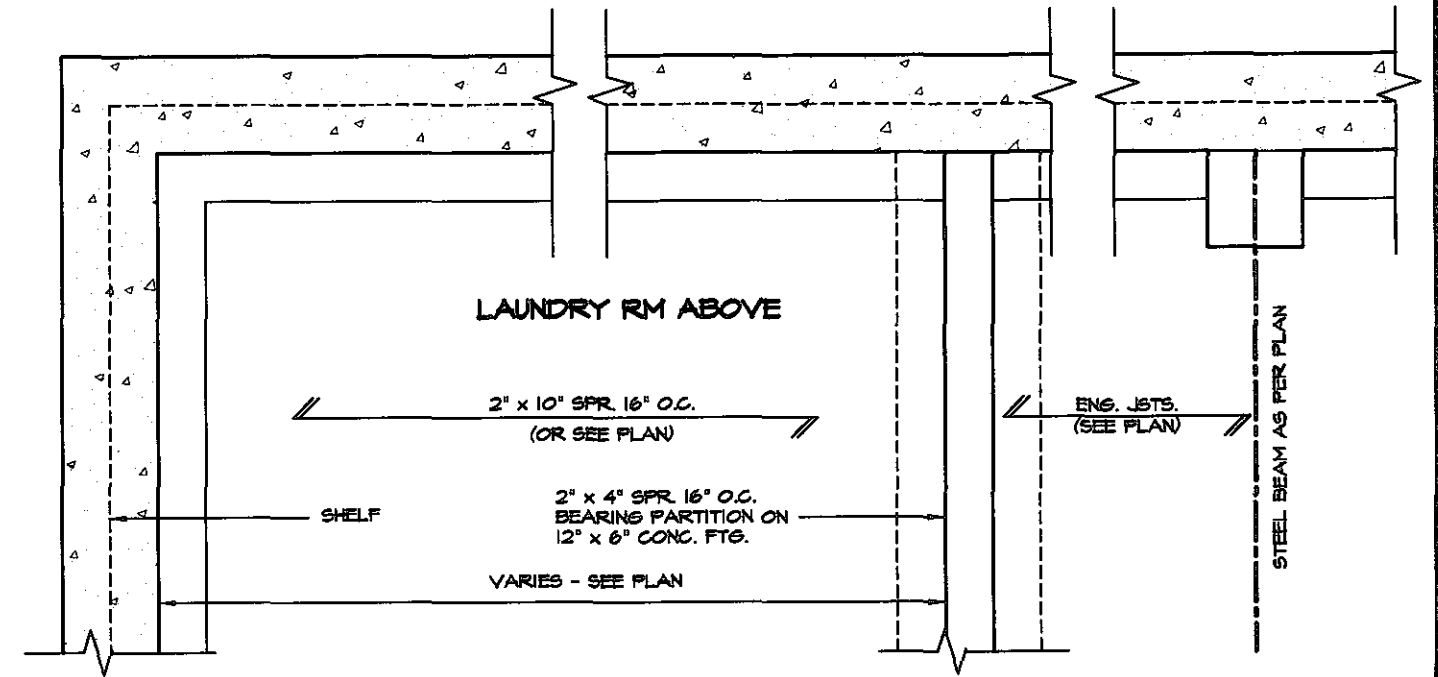 LAUNDRY RM ABOVE
2" x 10" SPR. 16" O.C.
(OR SEE PLAN)
ENG. JSTS.
(SEE PLAN)
STEEL BEAM AS PER PLAN
SHELF
2" x 4" SPR. 16" O.C.
BEARING PARTITION ON
12" x 6" CONC. FTG.
VARIES - SEE PLAN